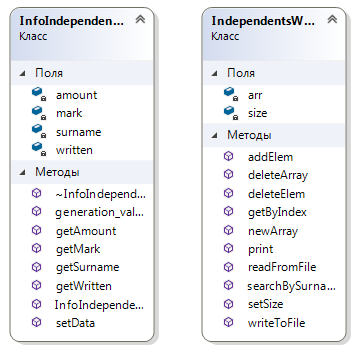 InfoIndependen...
Класс
Поля
amount
mark
surname
written
Методы
~InfoIndepend...
generation_val...
getAmount
getMark
getSurname
getWritten
InfoIndepende...
setData
IndependentsW...
Класс
Поля
arr
size
Методы
addElem
deleteArray
deleteElem
getByIndex
newArray
print
readFromFile
searchBySurna...
setSize
writeToFile